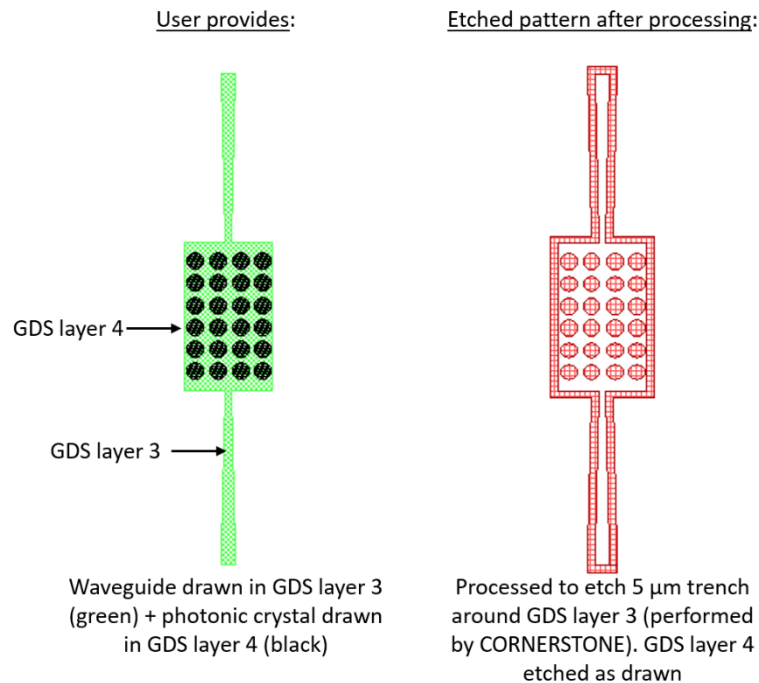 User provides:
Etched pattern after processing:
GDS layer 4
GDS layer 3
Waveguide drawn in GDS layer 3
(green) + photonic crystal drawn
in GDS layer 4 (black)
Processed to etch 5 µm trench
around GDS layer 3 (performed
by CORNERSTONE). GDS layer 4
etched as drawn